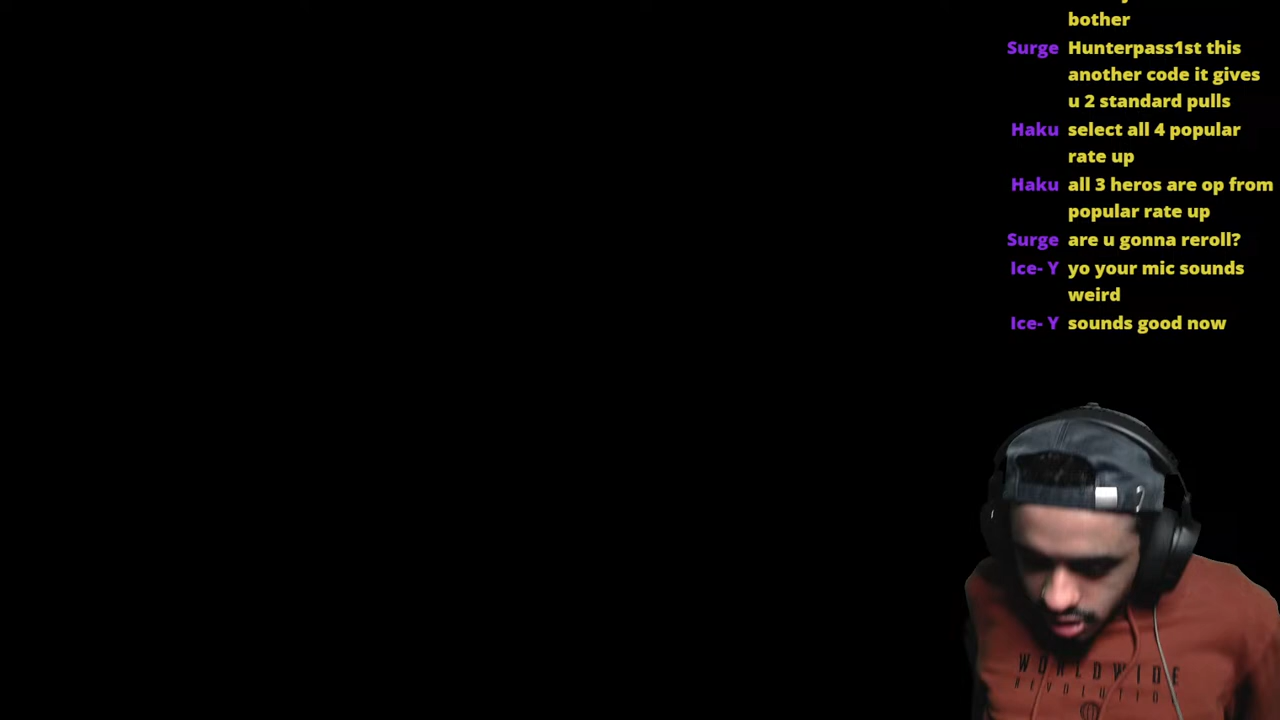 bother
Surge Hunterpass1st this
another code it gives
u 2 standard pulls
Haku select all 4 popular
rate up
Haku all 3 heros are op from
popular rate up
Surge are u gonna reroll?
Ice- Y yo your mic sounds
weird
Ice- Y sounds good now
WORLDWIDE